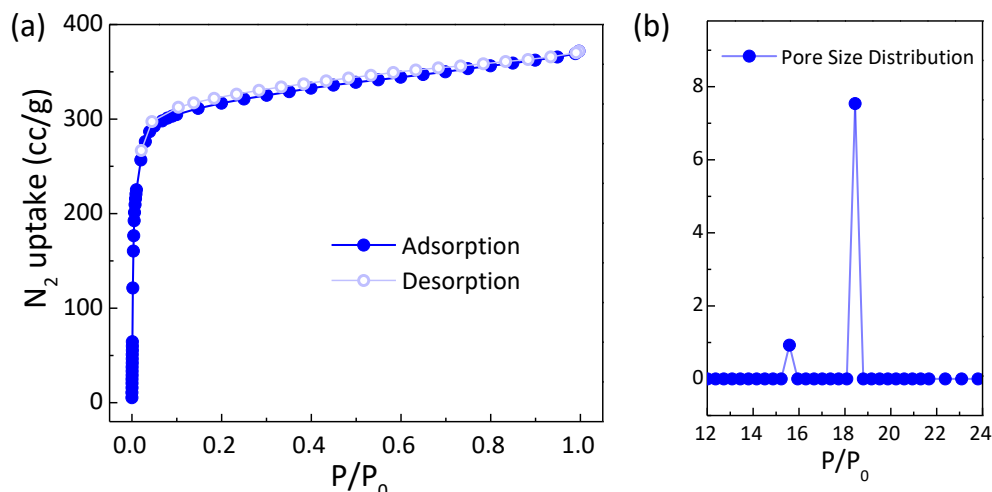 (a)
400
300
200
100
0
N2 uptake (cc/g)
Adsorption
Desorption
0.0 0.2 0.4 0.6 0.8 1.0
P/P0
(b)
Pore Size Distribution
8
6
4
2
0
12 14 16 18 20 22 24
P/P0